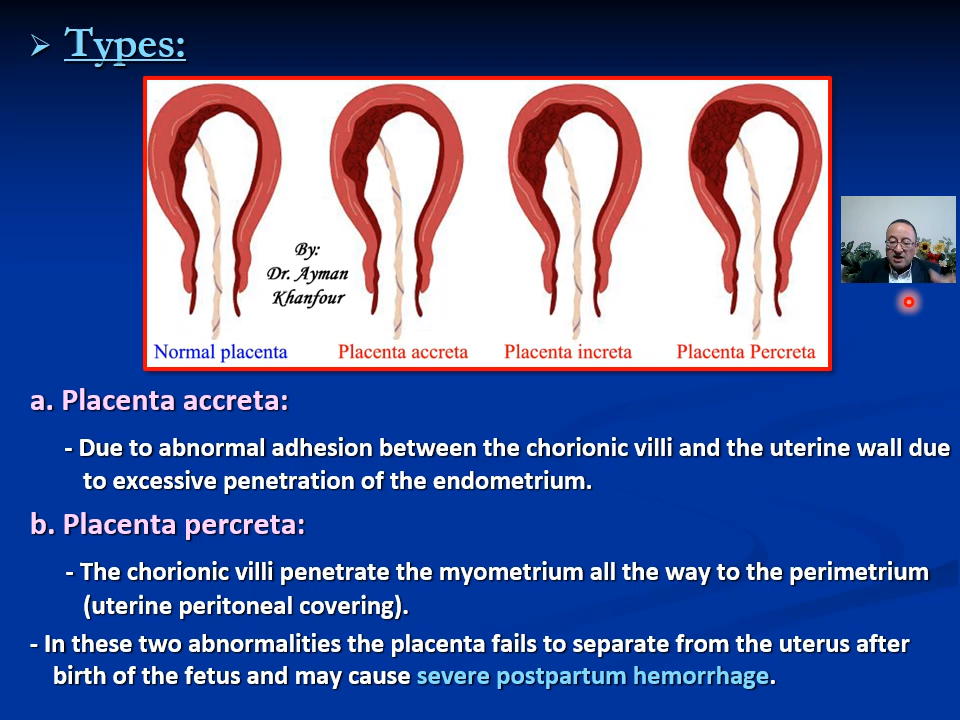 Types:
By:
Dr. Ayman
Khanfour
Normal placenta
Placenta accreta
Placenta increta
Placenta Percreta
a. Placenta accreta:
- Due to abnormal adhesion between the chorionic villi and the uterine wall due
to excessive penetration of the endometrium.
b. Placenta percreta:
- The chorionic villi penetrate the myometrium all the way to the perimetrium
(uterine peritoneal covering).
- In these two abnormalities the placenta fails to separate from the uterus after
birth of the fetus and may cause severe postpartum hemorrhage.